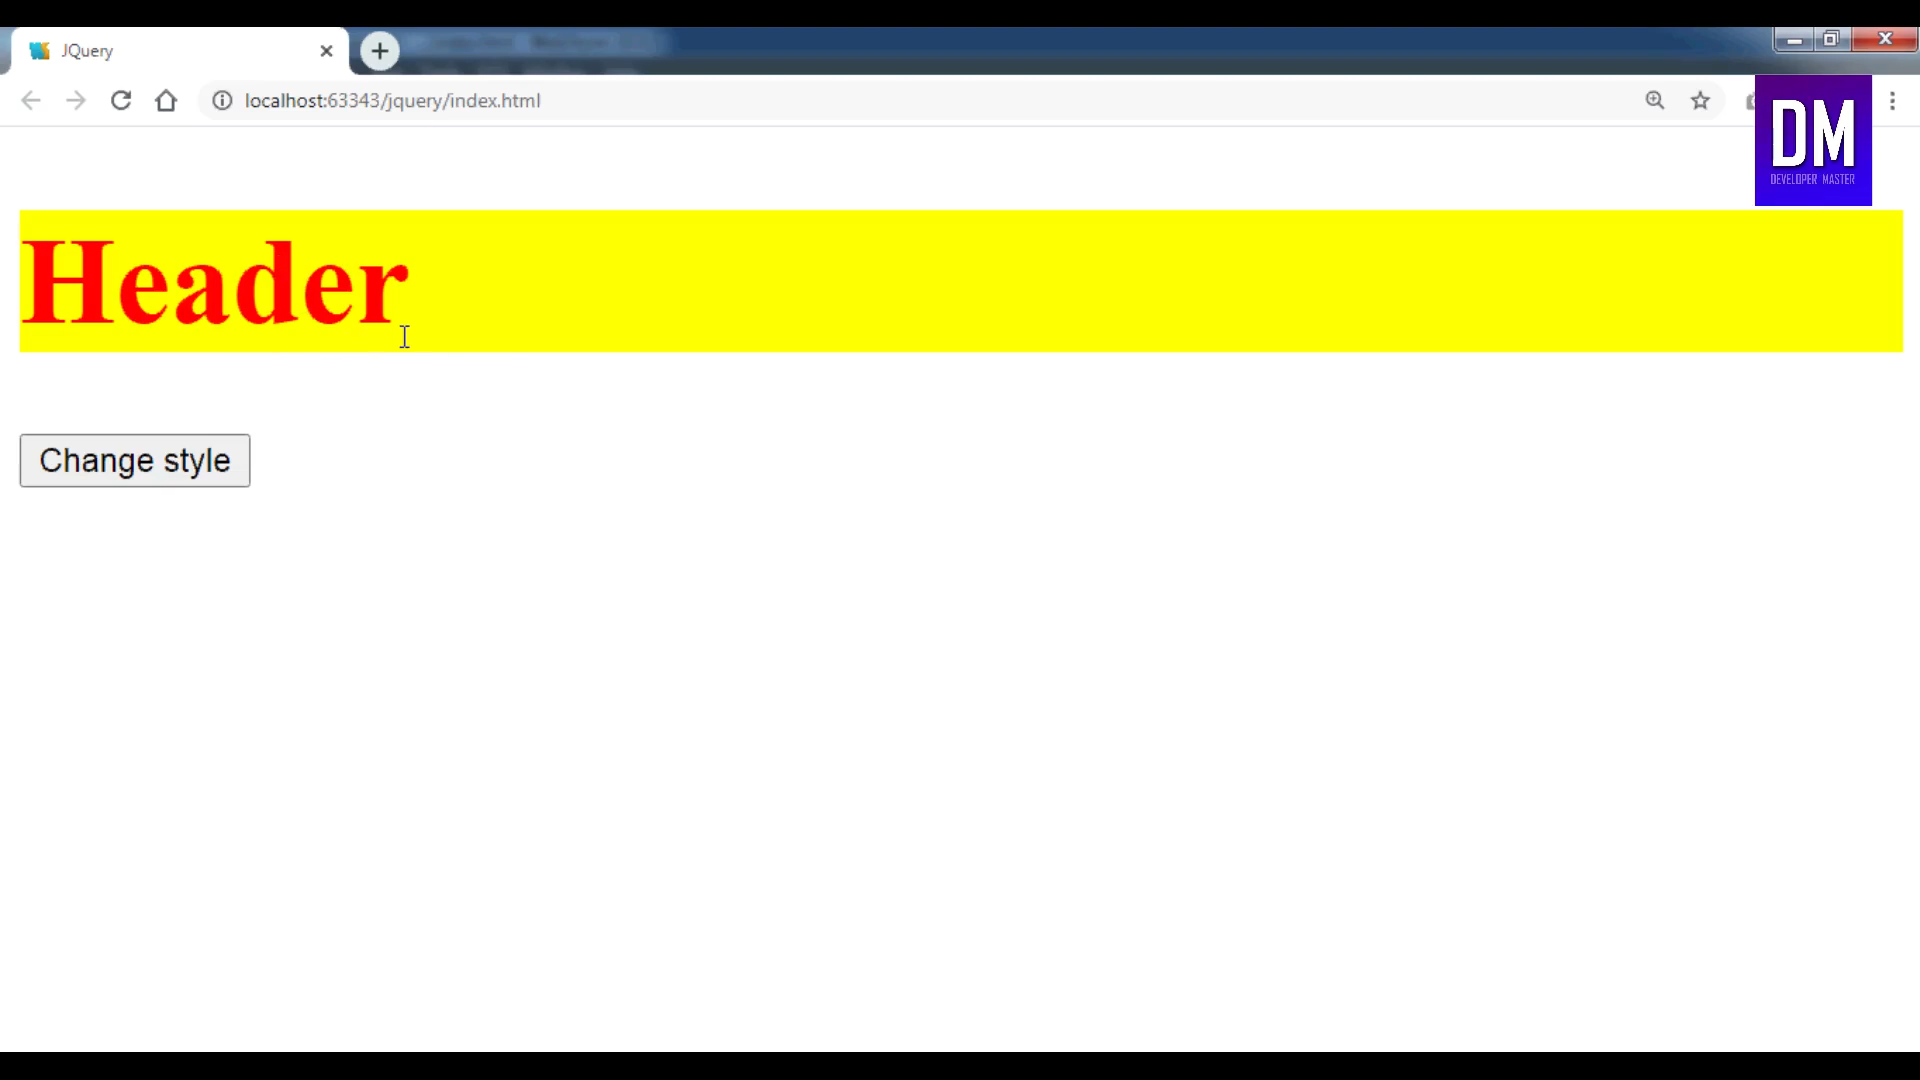 JQuery
localhost:63343/jquery/index.html
DM
DEVELOPER MASTER
Header
Change style